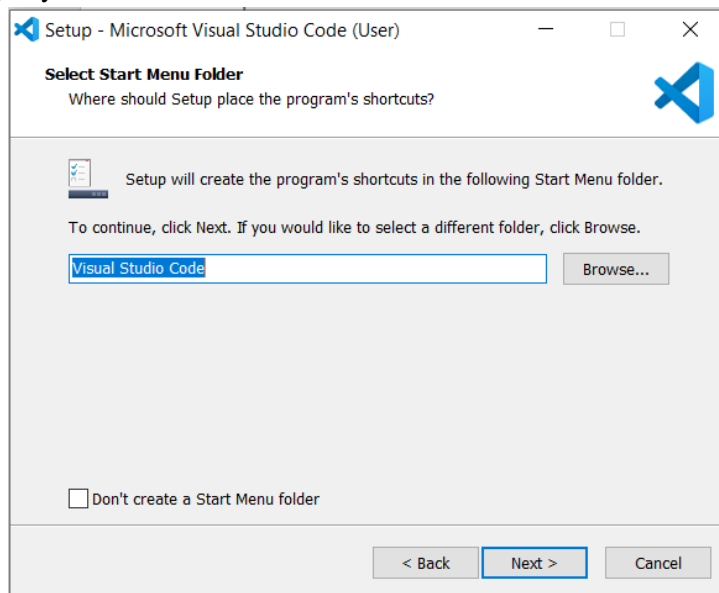 Setup - Microsoft Visual Studio Code (User)
Select Start Menu Folder
Where should Setup place the program's shortcuts?
Setup will create the program's shortcuts in the following Start Menu folder.
To continue, click Next. If you would like to select a different folder, click Browse.
Visual Studio Code
Browse...
Don't create a Start Menu folder
< Back
Next >
Cancel